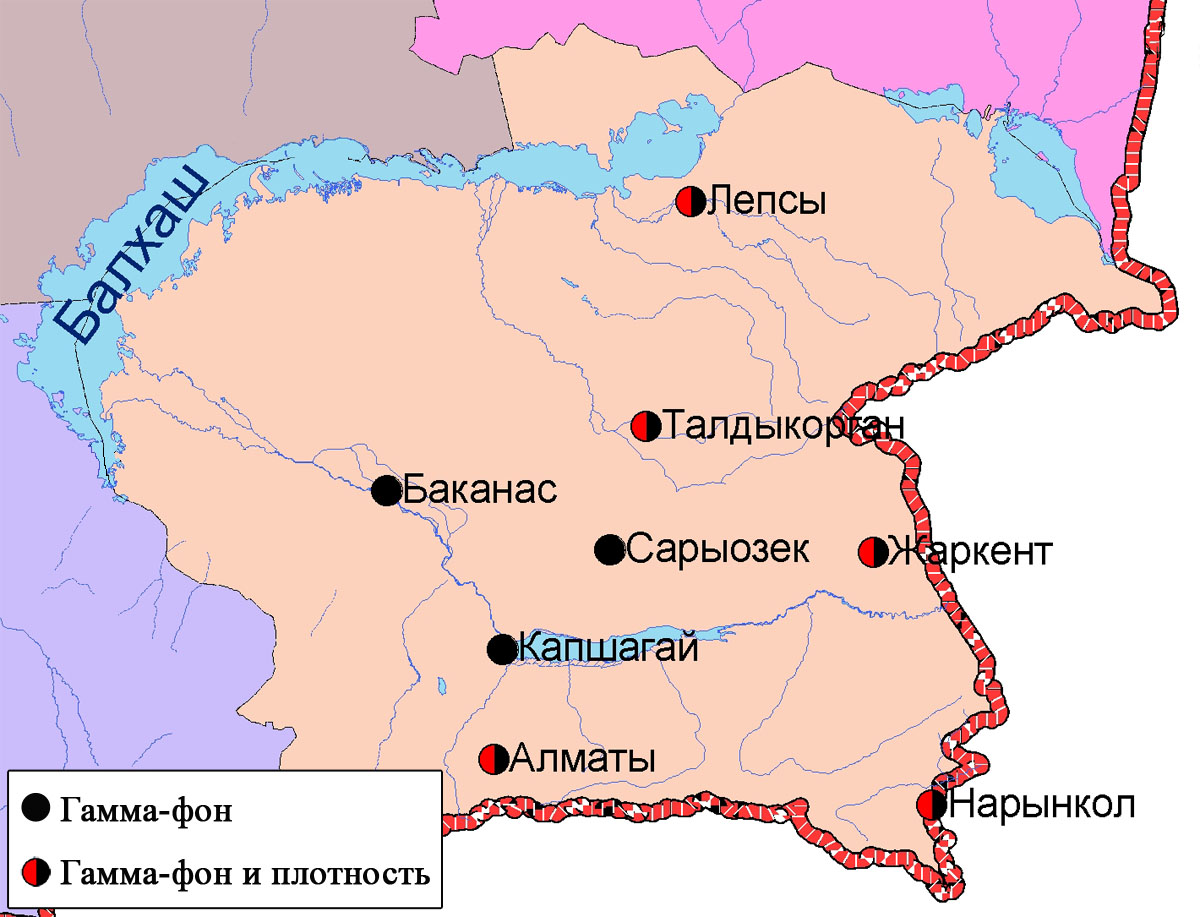 Балхаш
Лепсы
Талдыкорган
Баканас
Сарыозек
Жаркент
Капшагай
Алматы
Нарынкол
Гамма-фон
Гамма-фон и плотность